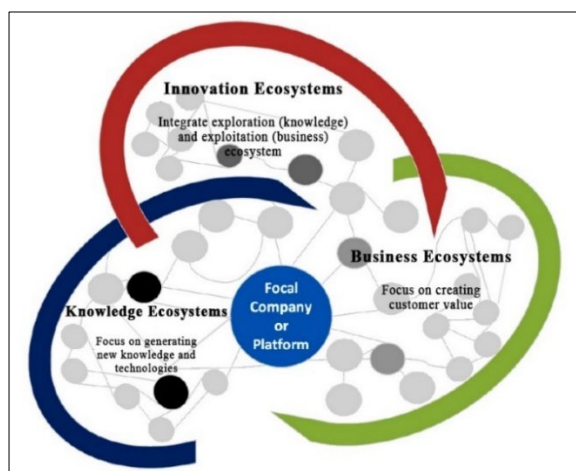 Innovation Ecosystems
Integrate exploration (knowledge)
and exploitation (business)
ecosystem
Business Ecosystems
Focus on creating
customer value
Focal
Company
or
Platform
Knowledge Ecosystems
Focus on generating
new knowledge and
technologies